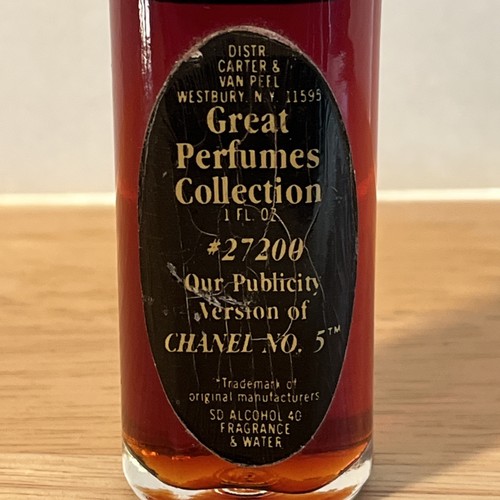 DISTR
CARTER &
VAN PEEL
WESTBURY, N.Y. 11595
Great
Perfumes
Collection
1 FL. OZ
#27200
Our Publicity
Version of
CHANEL NO. 5™
*Trademark of
original manufacturers
SD ALCOHOL 40
FRAGRANCE
& WATER